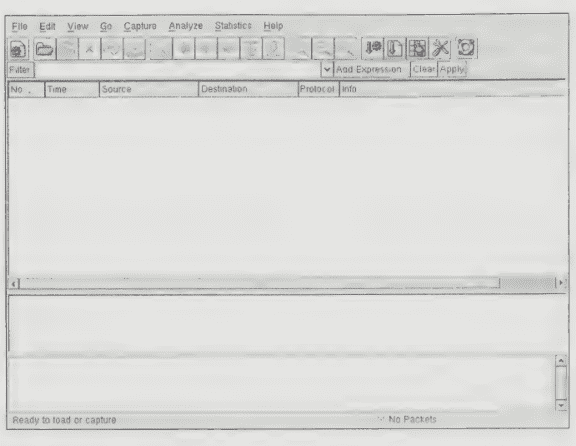 File Edit View Go Capture Analyze Statistics Help
Filter Add Expression Clear Apply
No . Time Source Destination Protocol Info
Ready to load or capture No Packets